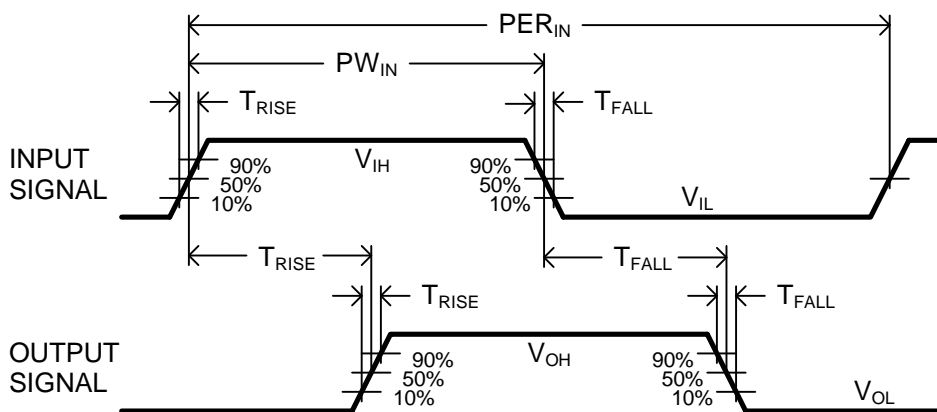 PER_IN
PW_IN
T_RISE
T_FALL
INPUT
SIGNAL
90%
50%
10%
V_IH
90%
50%
10%
V_IL
T_RISE
T_FALL
T_RISE
T_FALL
OUTPUT
SIGNAL
90%
50%
10%
V_OH
90%
50%
10%
V_OL